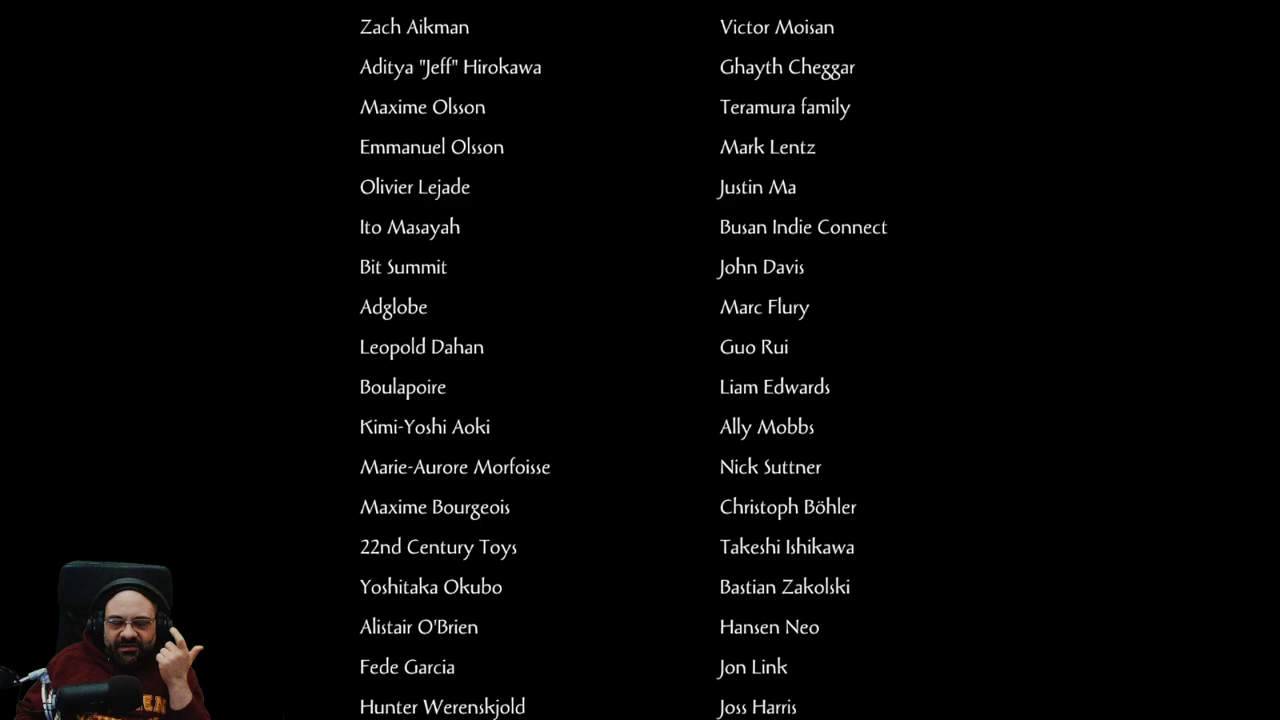 Zach Aikman
Aditya "Jeff" Hirokawa
Maxime Olsson
Emmanuel Olsson
Olivier Lejade
Ito Masayah
Bit Summit
Adglobe
Leopold Dahan
Boulapoire
Kimi-Yoshi Aoki
Marie-Aurore Morfoisse
Maxime Bourgeois
22nd Century Toys
Yoshitaka Okubo
Alistair O'Brien
Fede Garcia
Hunter Werenskjold
Victor Moisan
Ghayth Cheggar
Teramura family
Mark Lentz
Justin Ma
Busan Indie Connect
John Davis
Marc Flury
Guo Rui
Liam Edwards
Ally Mobbs
Nick Suttner
Christoph Böhler
Takeshi Ishikawa
Bastian Zakolski
Hansen Neo
Jon Link
Joss Harris